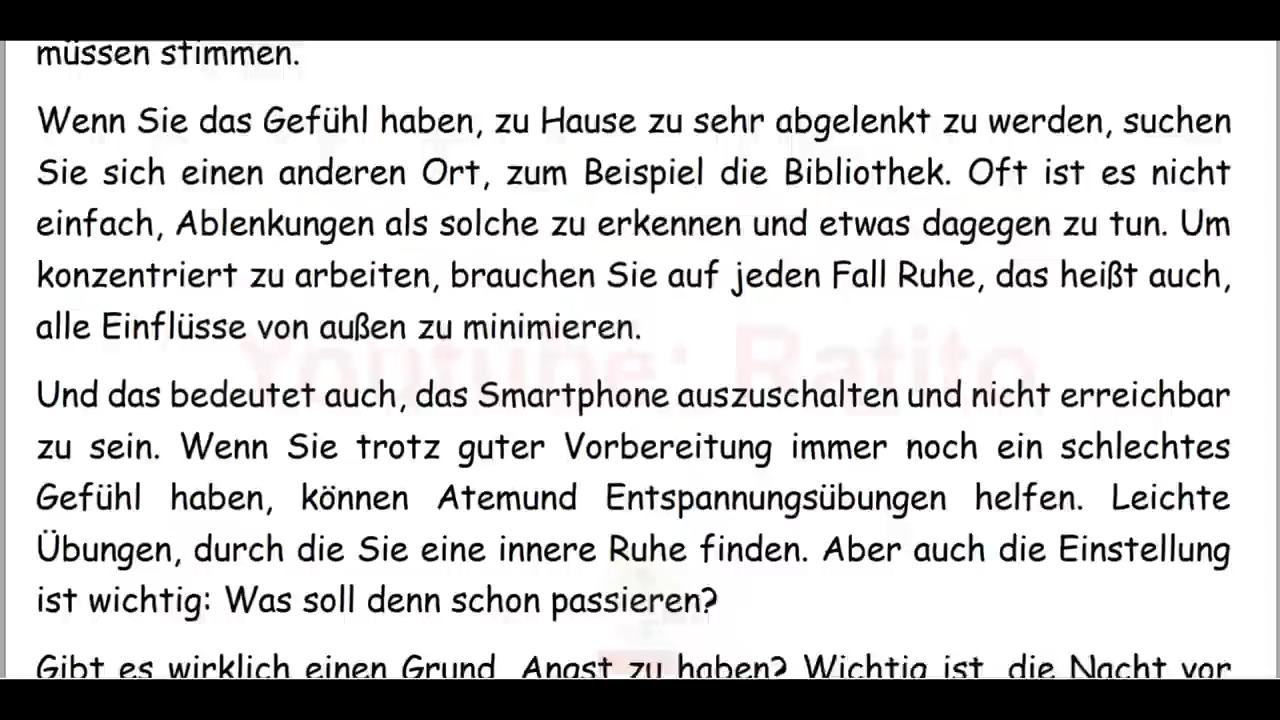 müssen stimmen.
Wenn Sie das Gefühl haben, zu Hause zu sehr abgelenkt zu werden, suchen
Sie sich einen anderen Ort, zum Beispiel die Bibliothek. Oft ist es nicht
einfach, Ablenkungen als solche zu erkennen und etwas dagegen zu tun. Um
konzentriert zu arbeiten, brauchen Sie auf jeden Fall Ruhe, das heißt auch,
alle Einflüsse von außen zu minimieren.
Youtube: Ratito
Und das bedeutet auch, das Smartphone auszuschalten und nicht erreichbar
zu sein. Wenn Sie trotz guter Vorbereitung immer noch ein schlechtes
Gefühl haben, können Atemund Entspannungsübungen helfen. Leichte
Übungen, durch die Sie eine innere Ruhe finden. Aber auch die Einstellung
ist wichtig: Was soll denn schon passieren?
Gibt es wirklich einen Grund, Angst zu haben? Wichtig ist, die Nacht vor